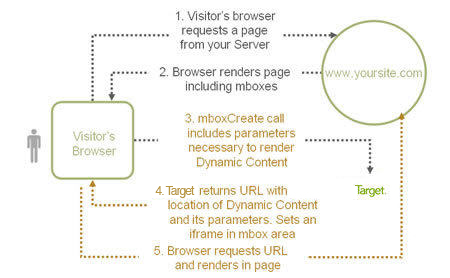 1. Visitor's browser
requests a page
from your Server
www.yoursite.com
2. Browser renders page
including mboxes
Visitor's
Browser
3. mboxCreate call
includes parameters
necessary to render
Dynamic Content
Target.
4. Target returns URL with
location of Dynamic Content
and its parameters. Sets an
iframe in mbox area
5. Browser requests URL
and renders in page